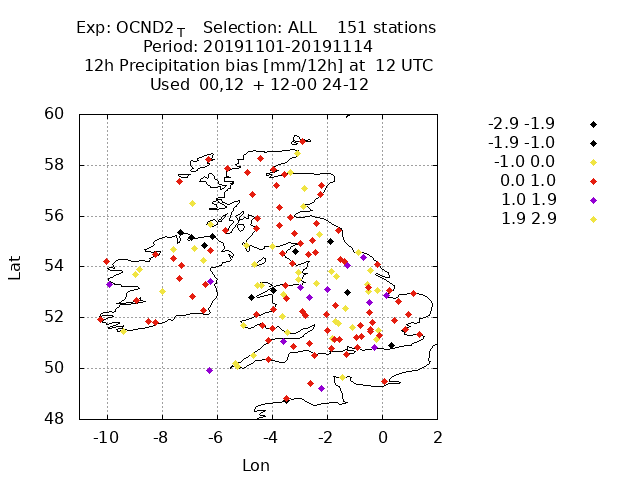 Exp: OCND2T Selection: ALL 151 stations
Period: 20191101-20191114
12h Precipitation bias [mm/12h] at 12 UTC
Used 00,12 + 12-00 24-12
60
58
56
54
52
50
48
-10 -8 -6 -4 -2 0 2
Lat
Lon
-2.9 -1.9
-1.9 -1.0
-1.0 0.0
0.0 1.0
1.0 1.9
1.9 2.9